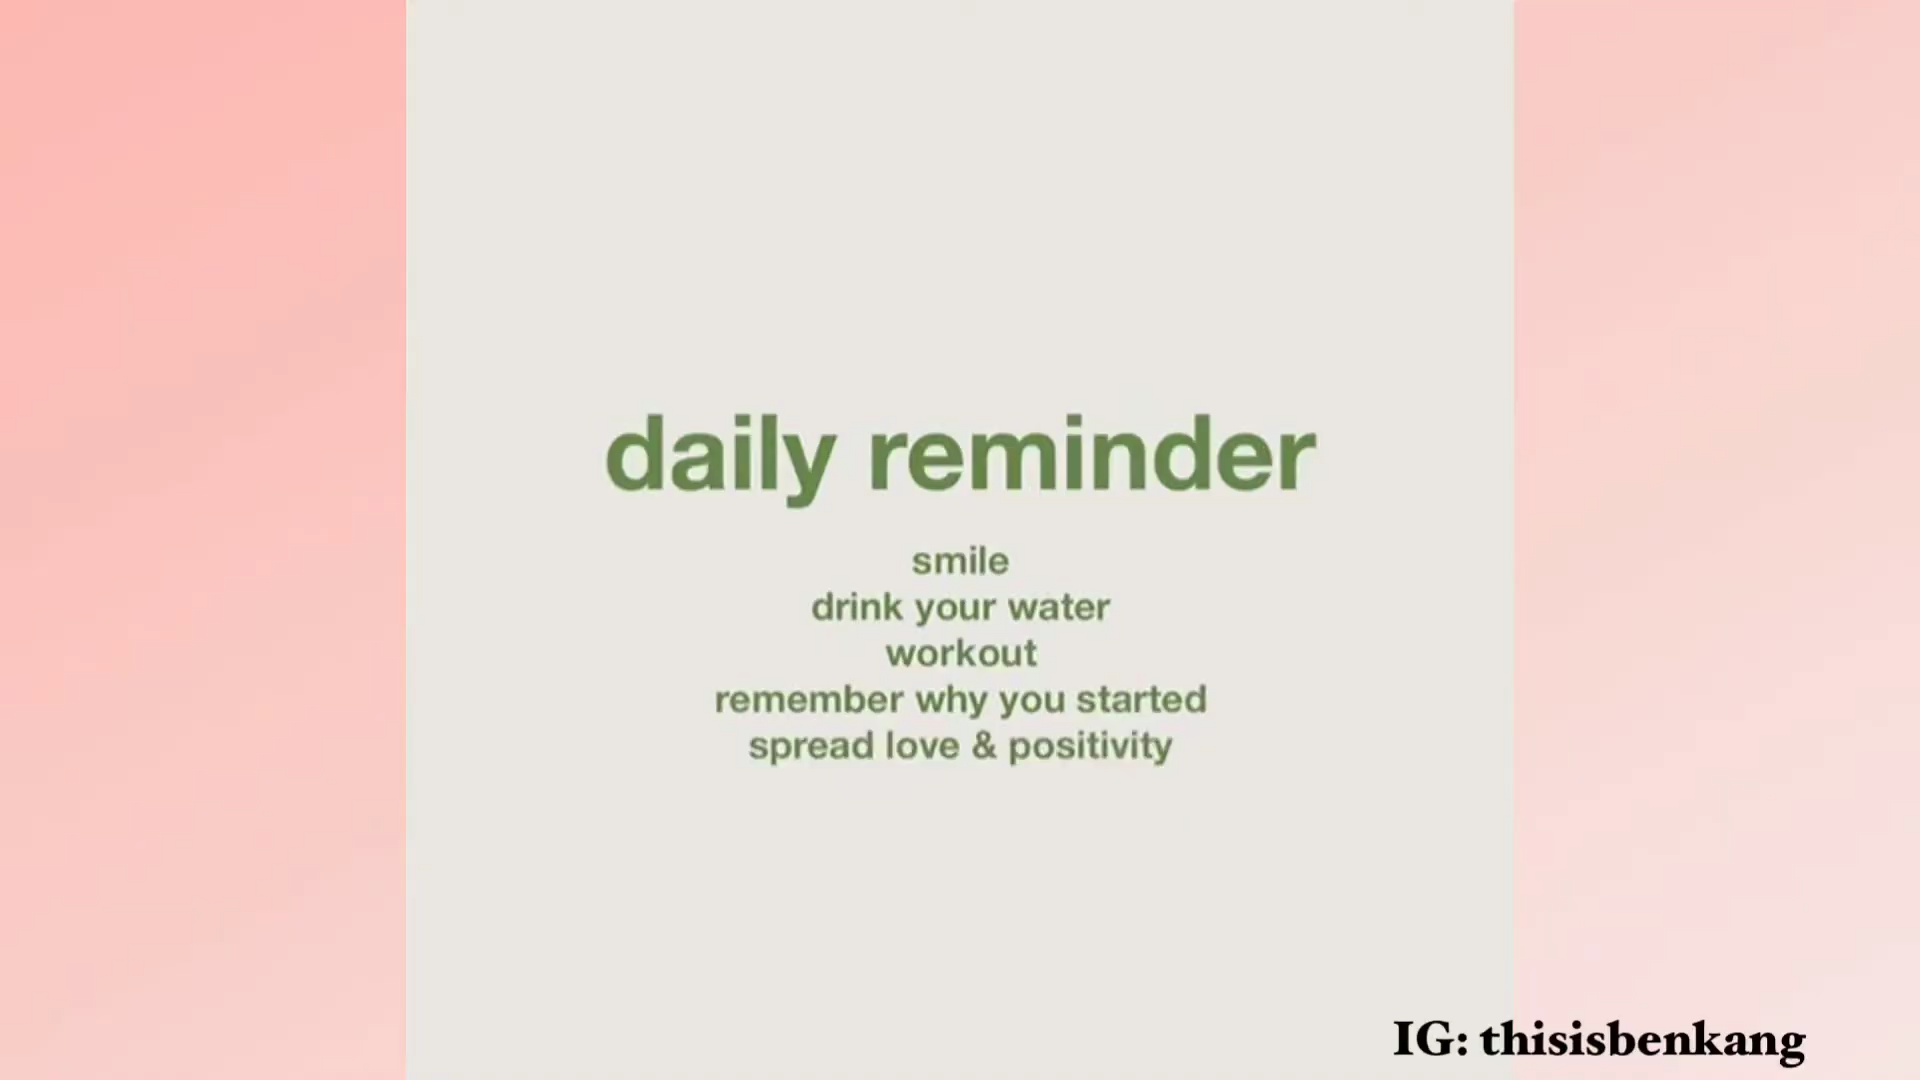 daily reminder
smile
drink your water
workout
remember why you started
spread love & positivity
IG: thisisbenkang